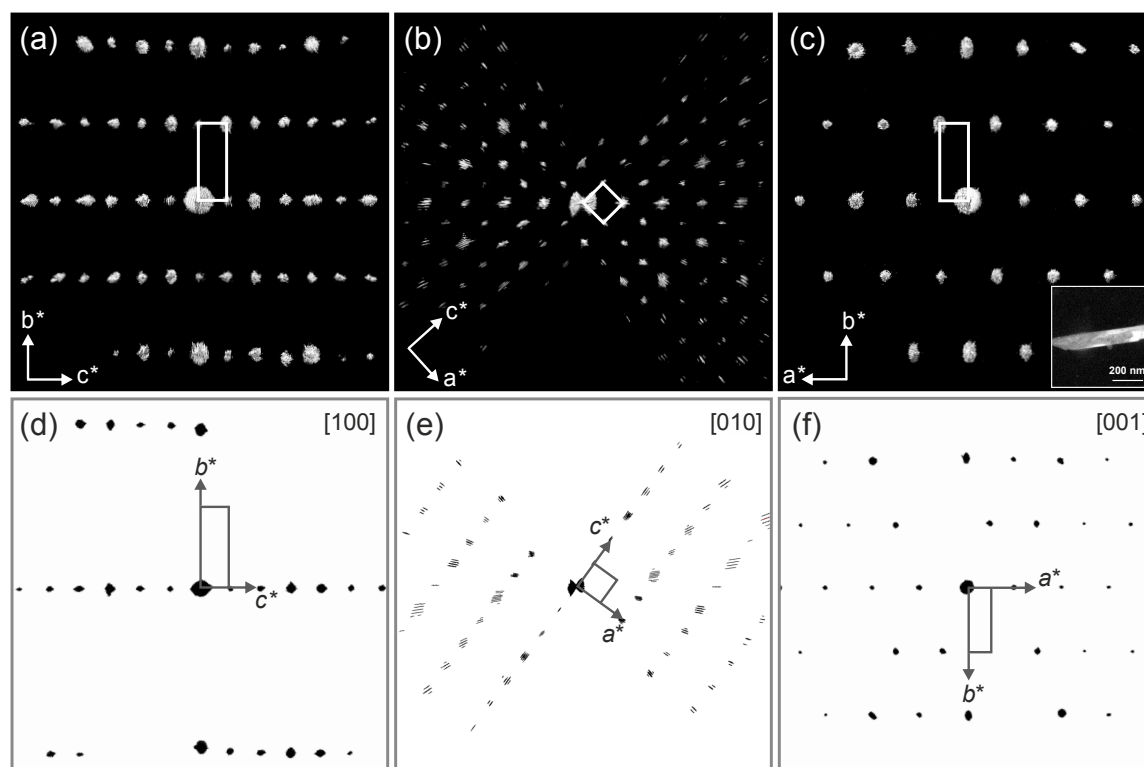 (a)
(b)
(c)
b*
c*
c*
a*
b*
a*
200 nm
(d)
[100]
b*
c*
(e)
[010]
c*
a*
(f)
[001]
a*
b*